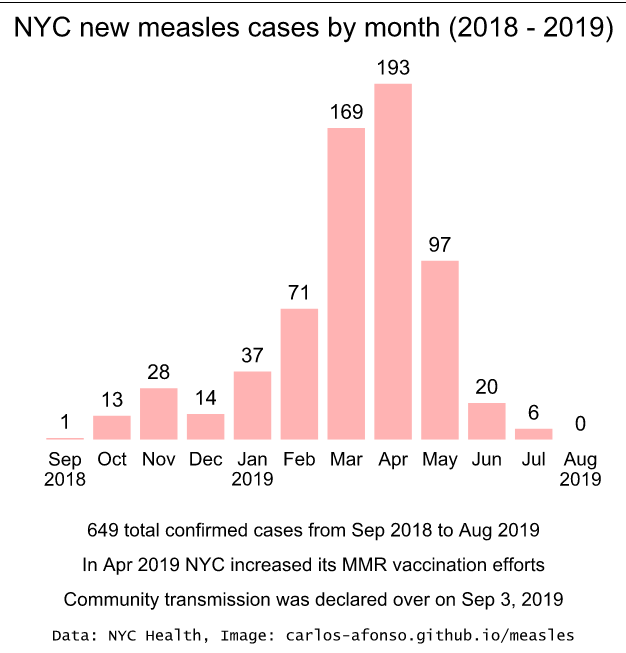 NYC new measles cases by month (2018 - 2019)
193
169
97
71
37
28
20
14
13
6
1
0
Sep Oct Nov Dec Jan Feb Mar Apr May Jun Jul Aug
2018 2019 2019
649 total confirmed cases from Sep 2018 to Aug 2019
In Apr 2019 NYC increased its MMR vaccination efforts
Community transmission was declared over on Sep 3, 2019
Data: NYC Health, Image: carlos-afonso.github.io/measles